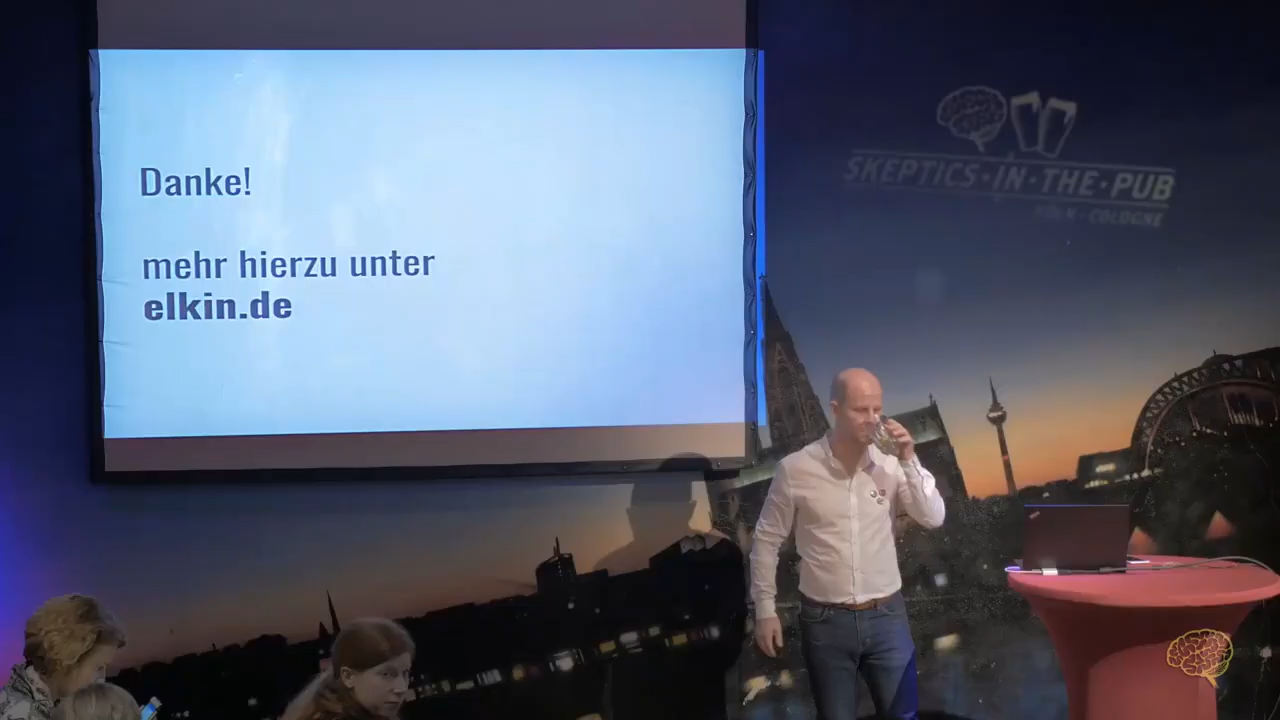 Danke!
mehr hierzu unter
elkin.de
SKEPTICS·IN·THE·PUB
KÖLN·COLOGNE